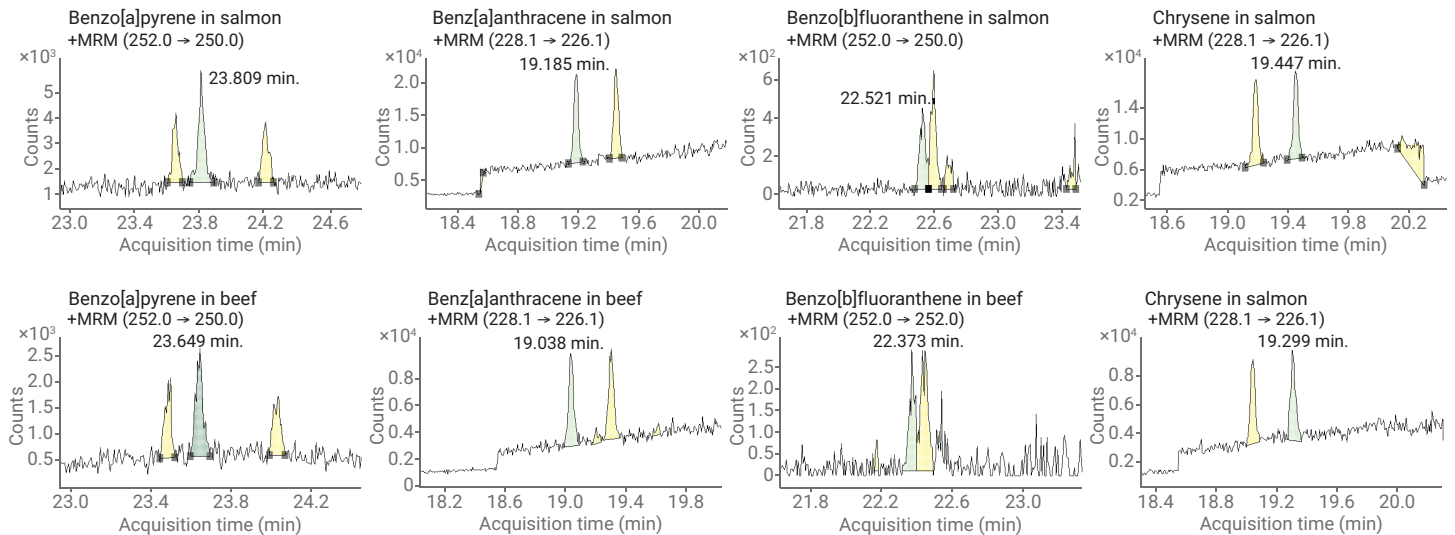 Benzo[a]pyrene in salmon
+MRM (252.0 → 250.0)
×10³
23.809 min.
5
4
3
2
1
Counts
23.0 23.4 23.8 24.2 24.6
Acquisition time (min)
Benz[a]anthracene in salmon
+MRM (228.1 → 226.1)
×10⁴
19.185 min.
2.0
1.5
1.0
0.5
Counts
18.4 18.8 19.2 19.6 20.0
Acquisition time (min)
Benzo[b]fluoranthene in salmon
+MRM (252.0 → 250.0)
×10²
22.521 min.
6
4
2
0
Counts
21.8 22.2 22.6 23.0 23.4
Acquisition time (min)
Chrysene in salmon
+MRM (228.1 → 226.1)
×10⁴
19.447 min.
1.4
1.0
0.6
0.2
Counts
18.6 19.0 19.4 19.8 20.2
Acquisition time (min)
Benzo[a]pyrene in beef
+MRM (252.0 → 250.0)
×10³
23.649 min.
2.5
2.0
1.5
1.0
0.5
Counts
23.0 23.4 23.8 24.2
Acquisition time (min)
Benz[a]anthracene in beef
+MRM (228.1 → 226.1)
×10⁴
19.038 min.
0.8
0.6
0.4
0.2
0
Counts
18.2 18.6 19.0 19.4 19.8
Acquisition time (min)
Benzo[b]fluoranthene in beef
+MRM (252.0 → 252.0)
×10²
22.373 min.
2.5
2.0
1.5
1.0
0.5
0
Counts
21.8 22.2 22.6 23.0
Acquisition time (min)
Chrysene in salmon
+MRM (228.1 → 226.1)
×10⁴
19.299 min.
0.8
0.6
0.4
0.2
Counts
18.4 18.8 19.2 19.6 20.0
Acquisition time (min)